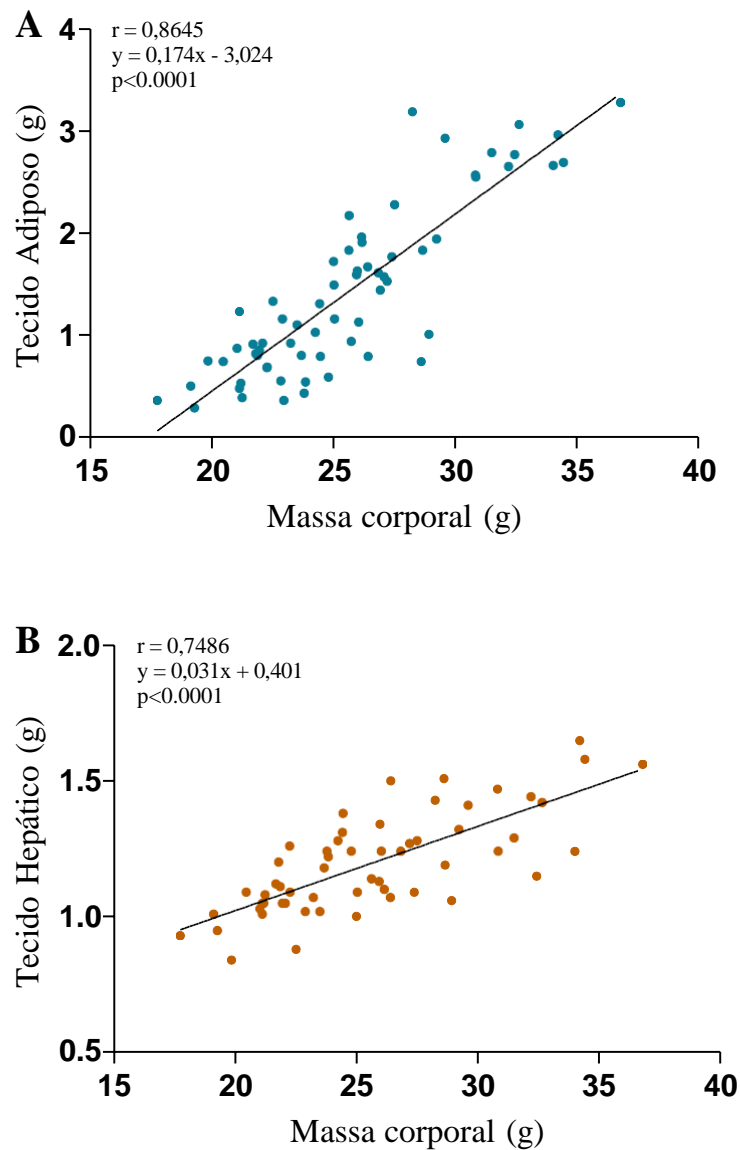 A
r = 0,8645
y = 0,174x - 3,024
p<0.0001
Tecido Adiposo (g)
4
3
2
1
0
15 20 25 30 35 40
Massa corporal (g)
B
r = 0,7486
y = 0,031x + 0,401
p<0.0001
Tecido Hepático (g)
2.0
1.5
1.0
0.5
15 20 25 30 35 40
Massa corporal (g)